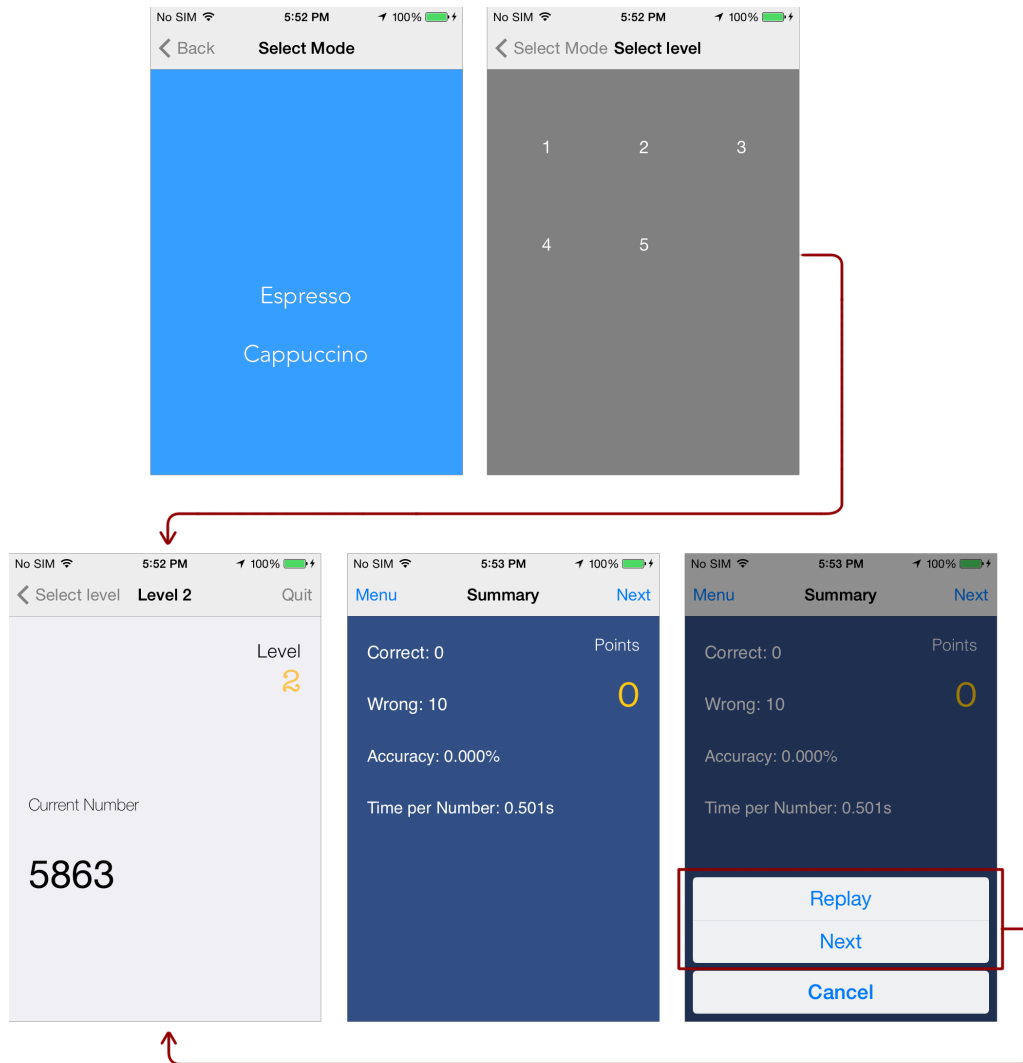 No SIM 5:52 PM 100%
Back Select Mode
Espresso
Cappuccino
No SIM 5:52 PM 100%
Select Mode Select level
1 2 3
4 5
No SIM 5:52 PM 100%
Select level Level 2 Quit
Level
2
Current Number
5863
No SIM 5:53 PM 100%
Menu Summary Next
Correct: 0
Points
0
Wrong: 10
Accuracy: 0.000%
Time per Number: 0.501s
No SIM 5:53 PM 100%
Menu Summary Next
Correct: 0
Points
0
Wrong: 10
Accuracy: 0.000%
Time per Number: 0.501s
Replay
Next
Cancel